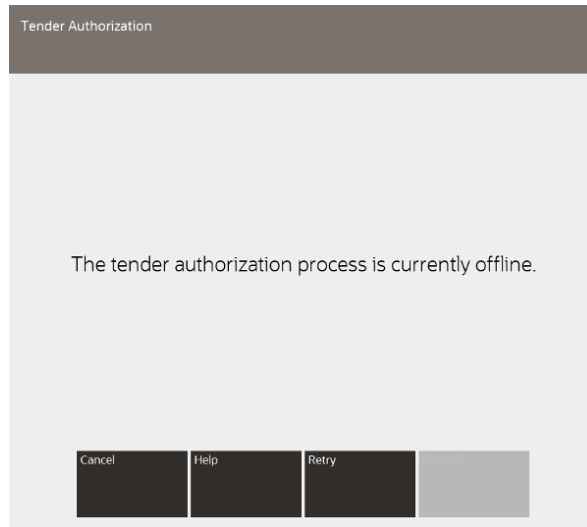 Tender Authorization
The tender authorization process is currently offline.
Cancel
Help
Retry